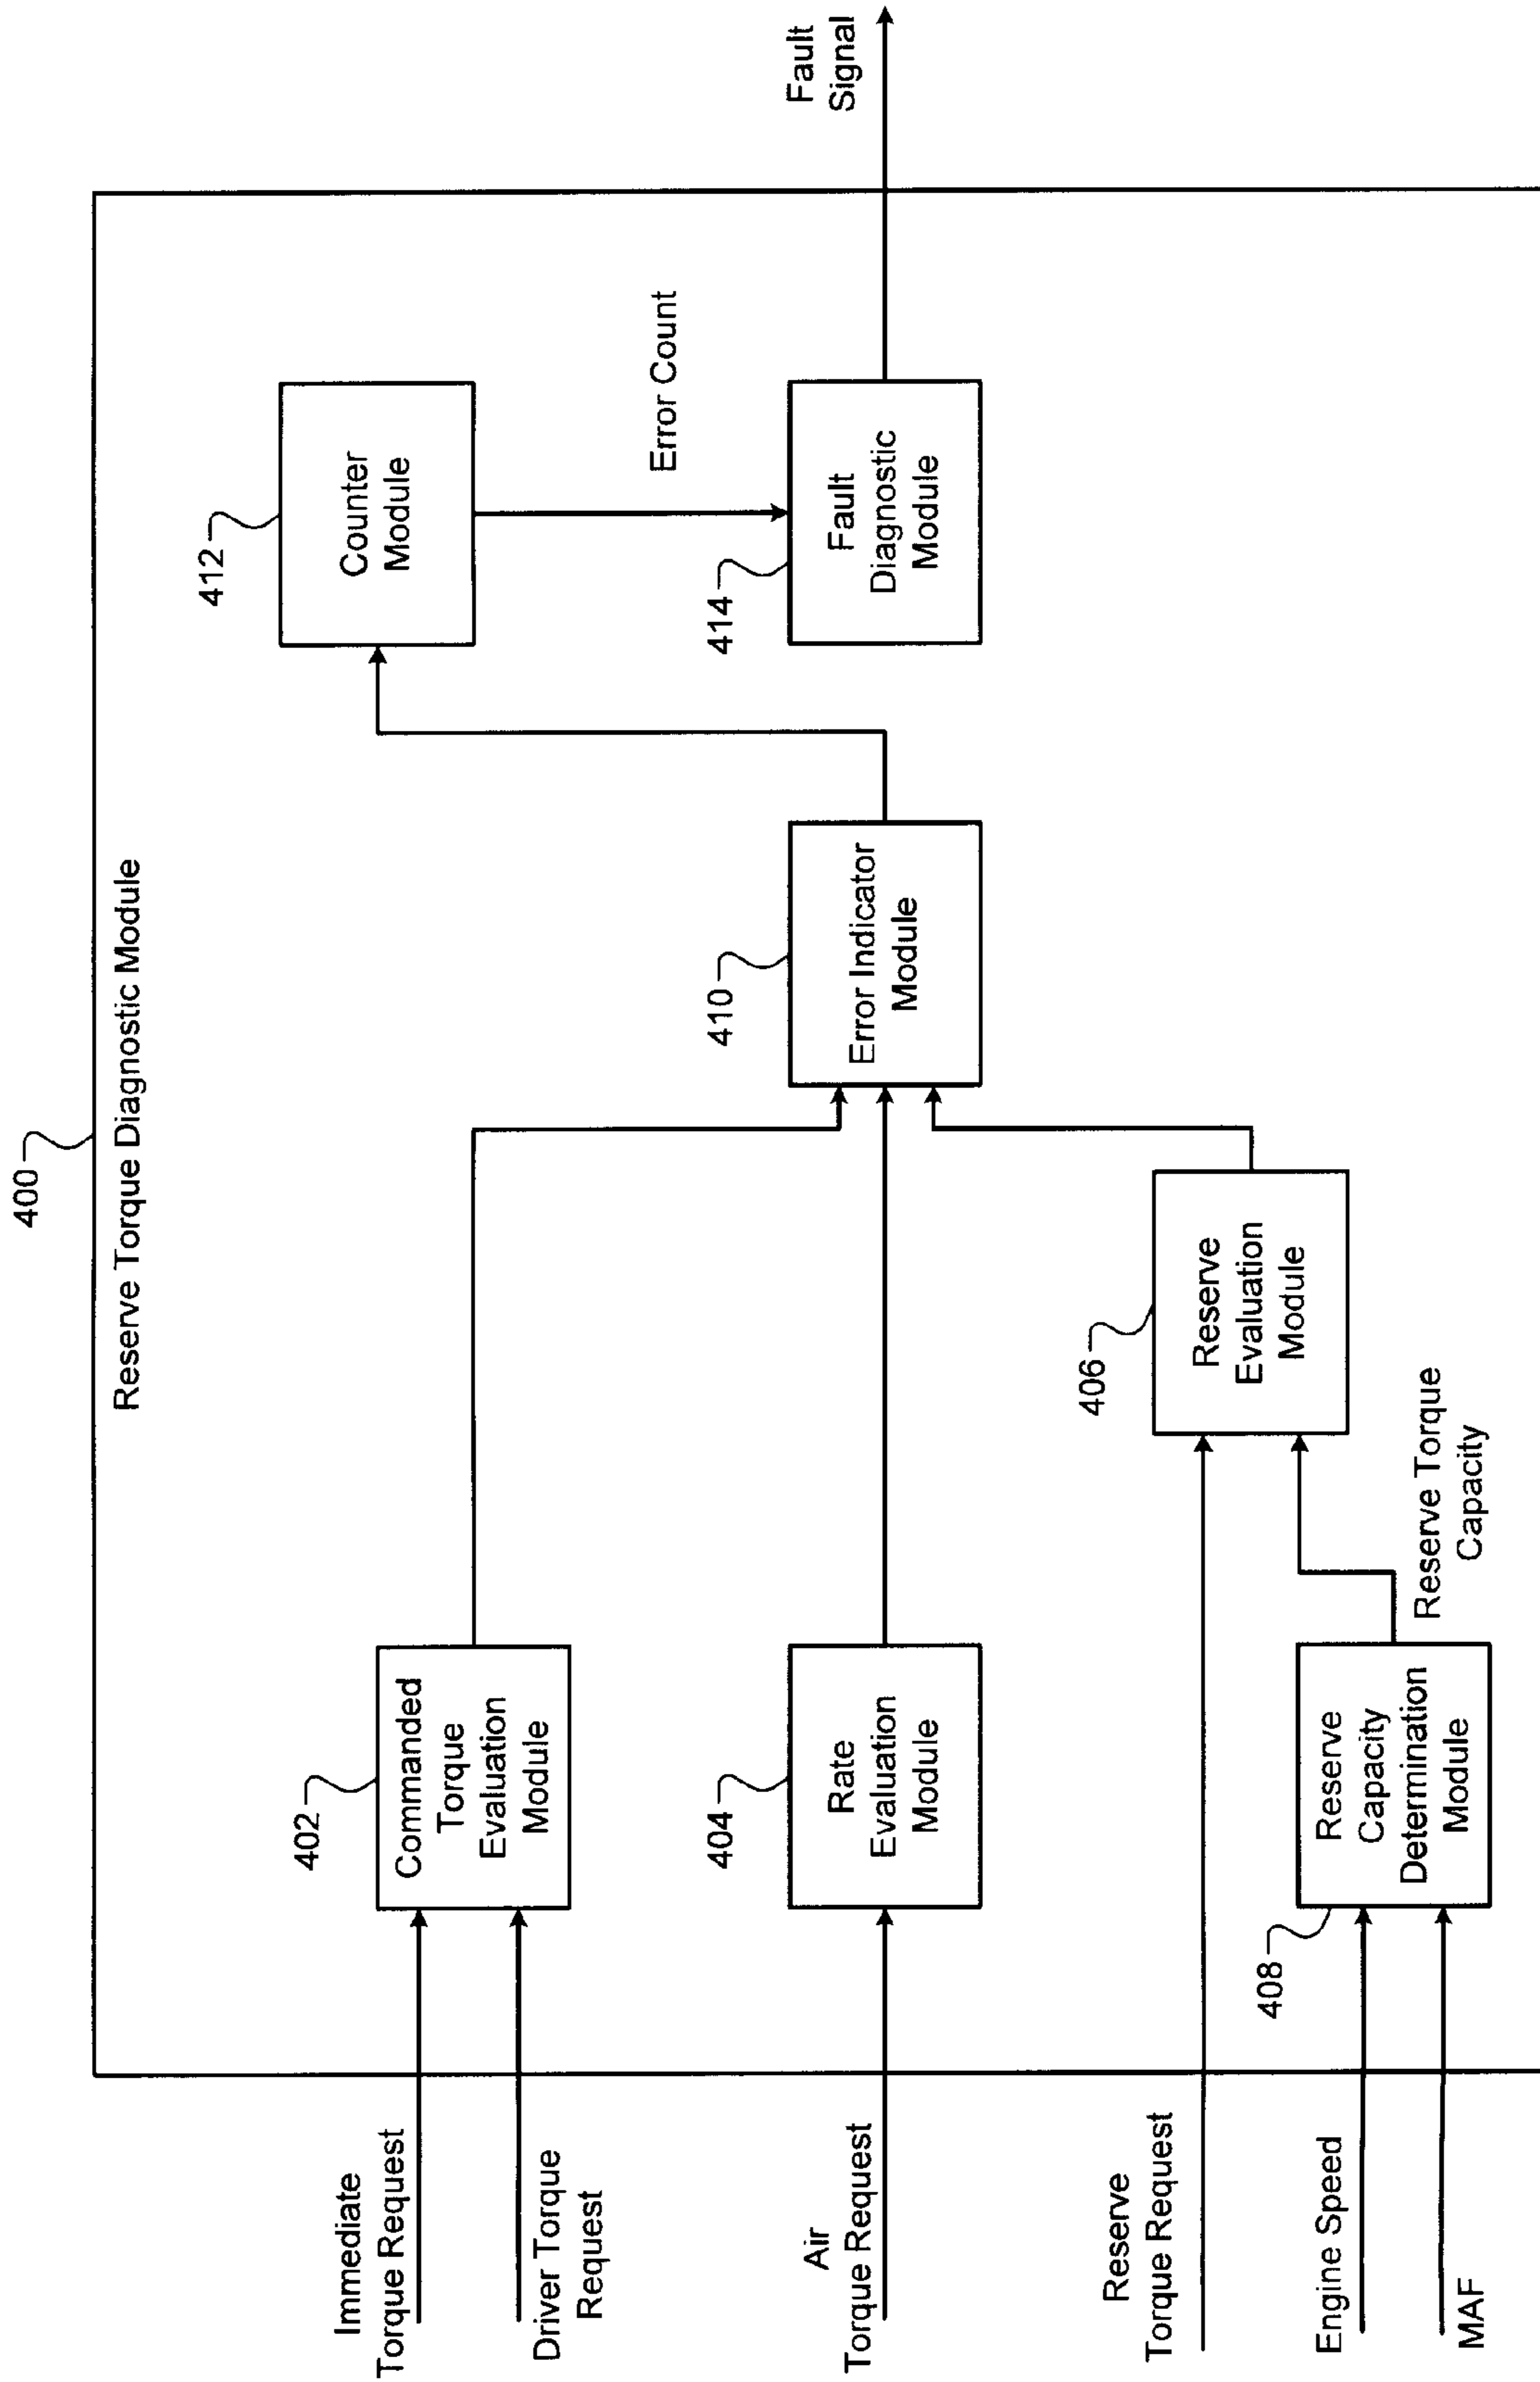 400
Reserve Torque Diagnostic Module
Immediate
Torque Request
Driver Torque
Request
402
Commanded
Torque
Evaluation
Module
412
Counter
Module
Error Count
Air
Torque Request
404
Rate
Evaluation
Module
410
Error Indicator
Module
414
Fault
Diagnostic
Module
Fault
Signal
Reserve
Torque Request
406
Reserve
Evaluation
Module
Engine Speed
MAF
408
Reserve
Capacity
Determination
Module
Reserve Torque
Capacity